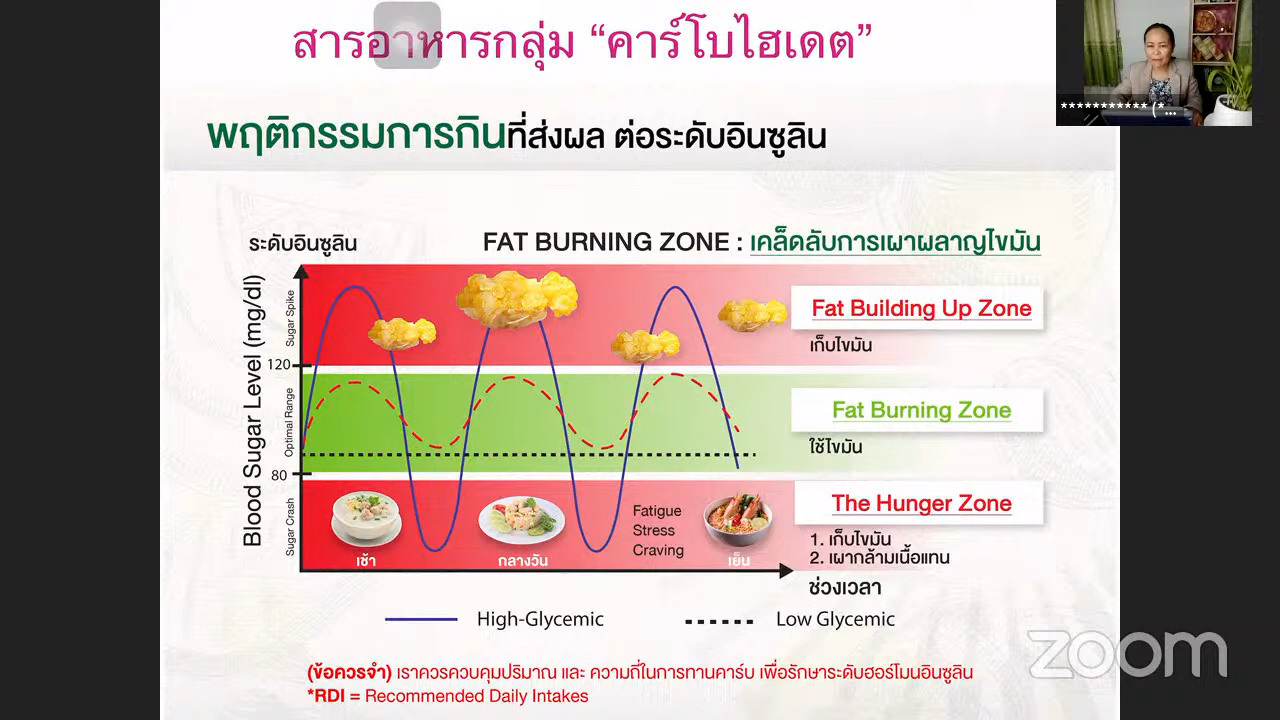 สารอาหารกลุ่ม “คาร์โบไฮเดต”
*********** (*...
พฤติกรรมการกินที่ส่งผล ต่อระดับอินซูลิน
ระดับอินซูลิน
FAT BURNING ZONE : เคล็ดลับการเผาผลาญไขมัน
Blood Sugar Level (mg/dl)
Sugar Spike
120
Optimal Range
80
Sugar Crash
Fat Building Up Zone
เก็บไขมัน
Fat Burning Zone
ใช้ไขมัน
The Hunger Zone
1. เก็บไขมัน
2. เผากล้ามเนื้อแทน
Fatigue
Stress
Craving
เช้า
กลางวัน
เย็น
ช่วงเวลา
High-Glycemic
Low Glycemic
(ข้อควรจำ) เราควรควบคุมปริมาณ และ ความถี่ในการทานคาร์บ เพื่อรักษาระดับฮอร์โมนอินซูลิน
*RDI = Recommended Daily Intakes
zoom